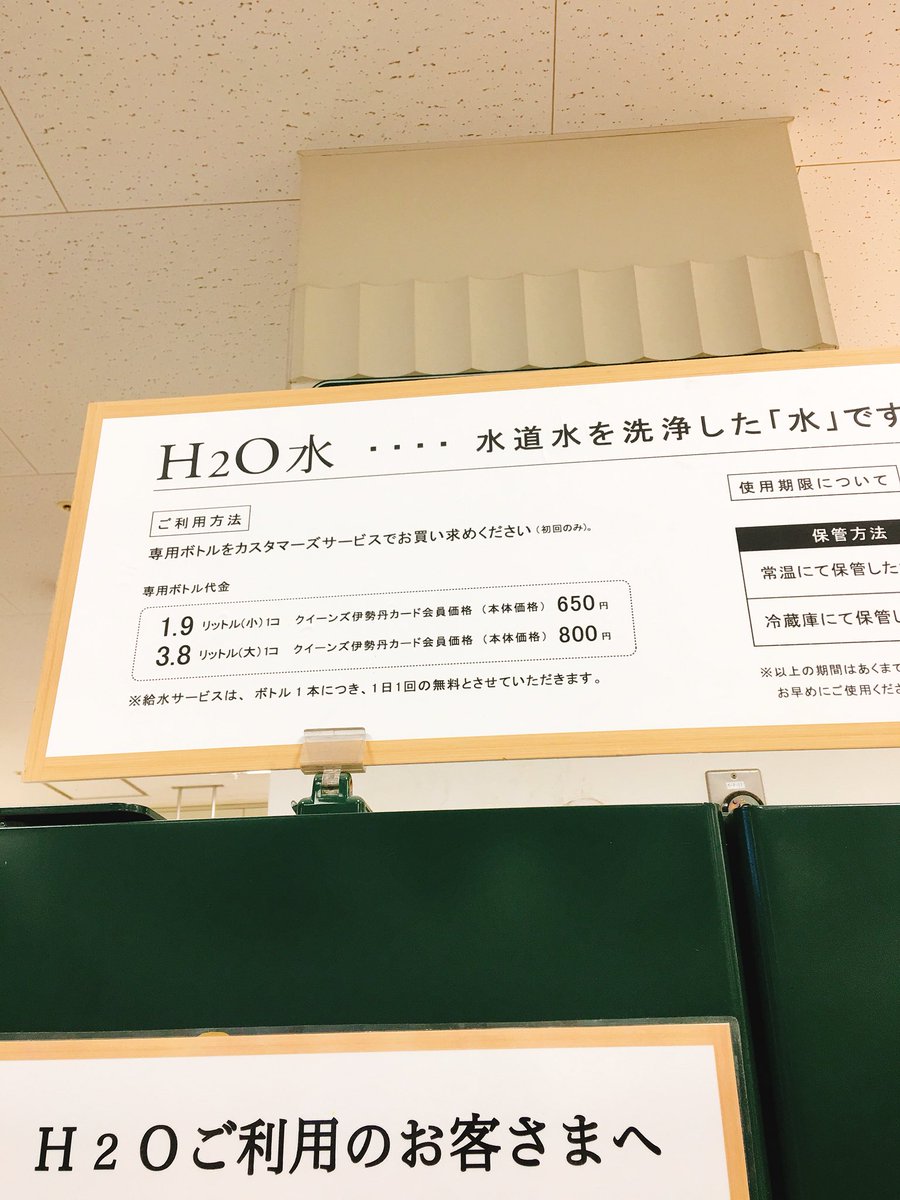 H2O水 ‥‥ 水道水を洗浄した「水」です
ご利用方法
専用ボトルをカスタマーズサービスでお買い求めください(初回のみ)。
専用ボトル代金
1.9 リットル(小)1コ クイーンズ伊勢丹カード会員価格 (本体価格) 650円
3.8 リットル(大)1コ クイーンズ伊勢丹カード会員価格 (本体価格) 800円
※給水サービスは、ボトル1本につき、1日1回の無料とさせていただきます。
使用期限について
保管方法
常温にて保管した
冷蔵庫にて保管し
※以上の期間はあくまで
お早めにご使用くださ
H2Oご利用のお客さまへ